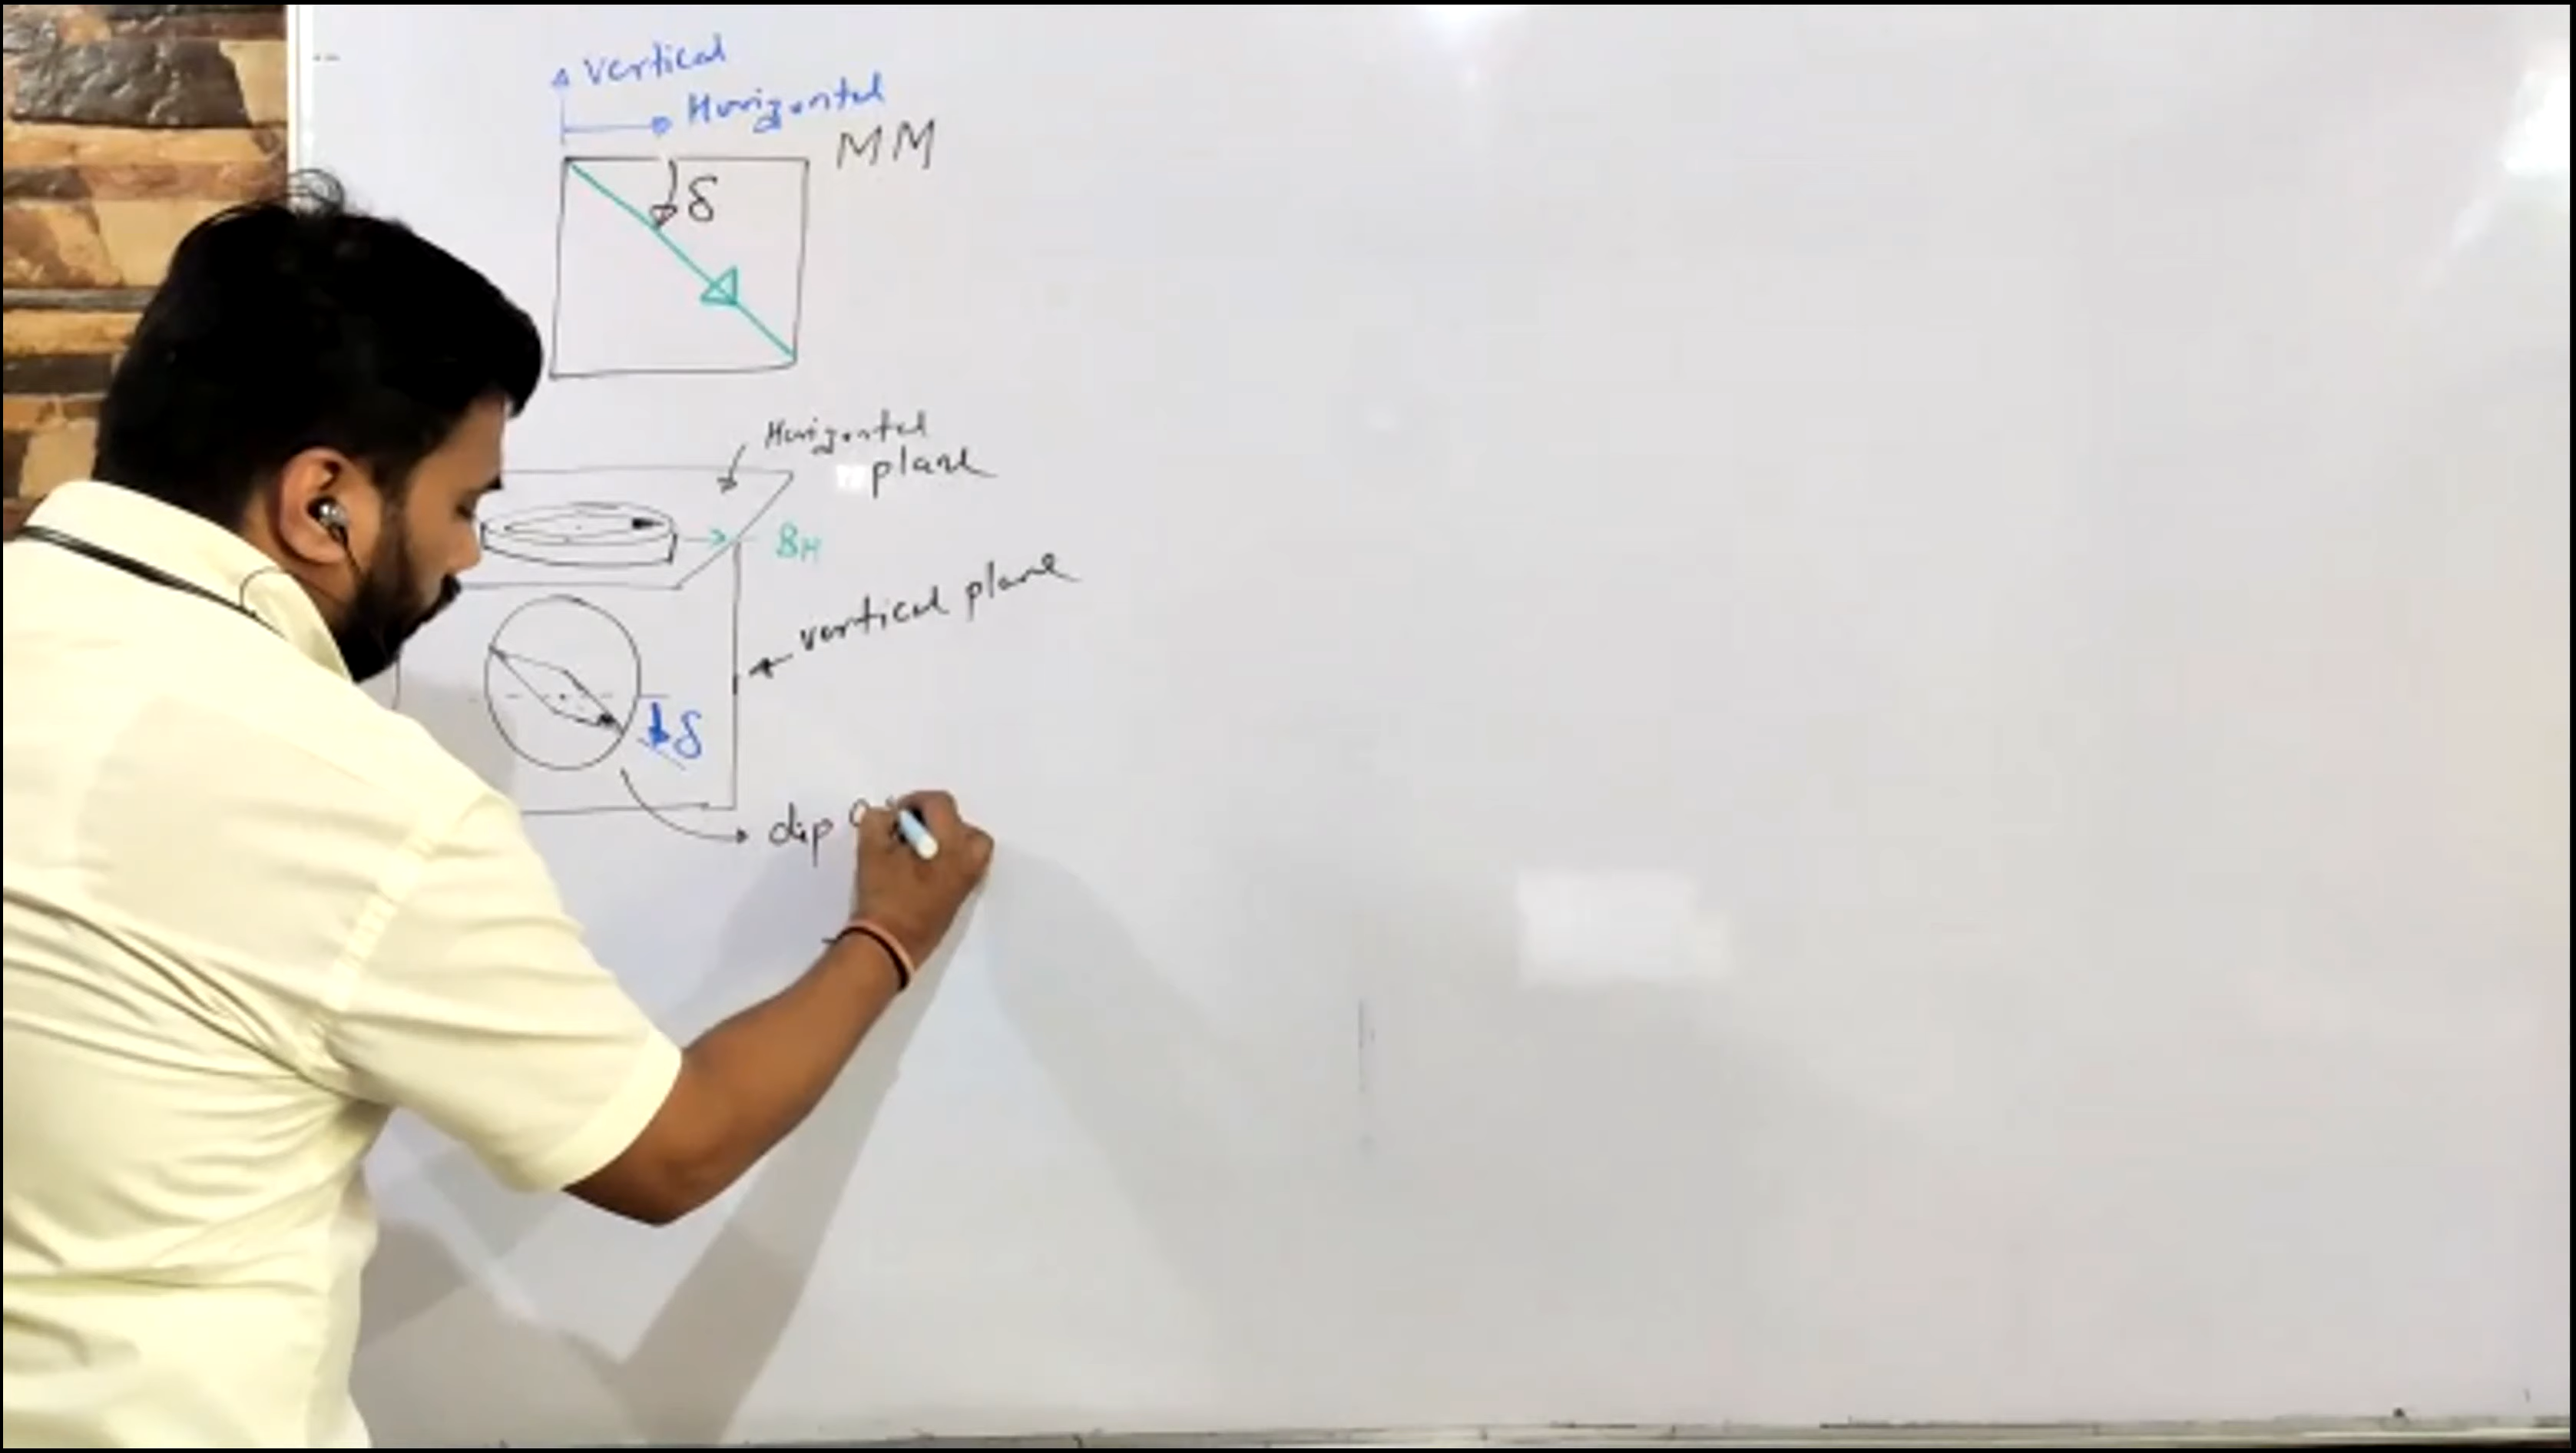 Vertical
Horizontal
MM
δ
Horizontal
plane
BH
vertical plane
δ
dip